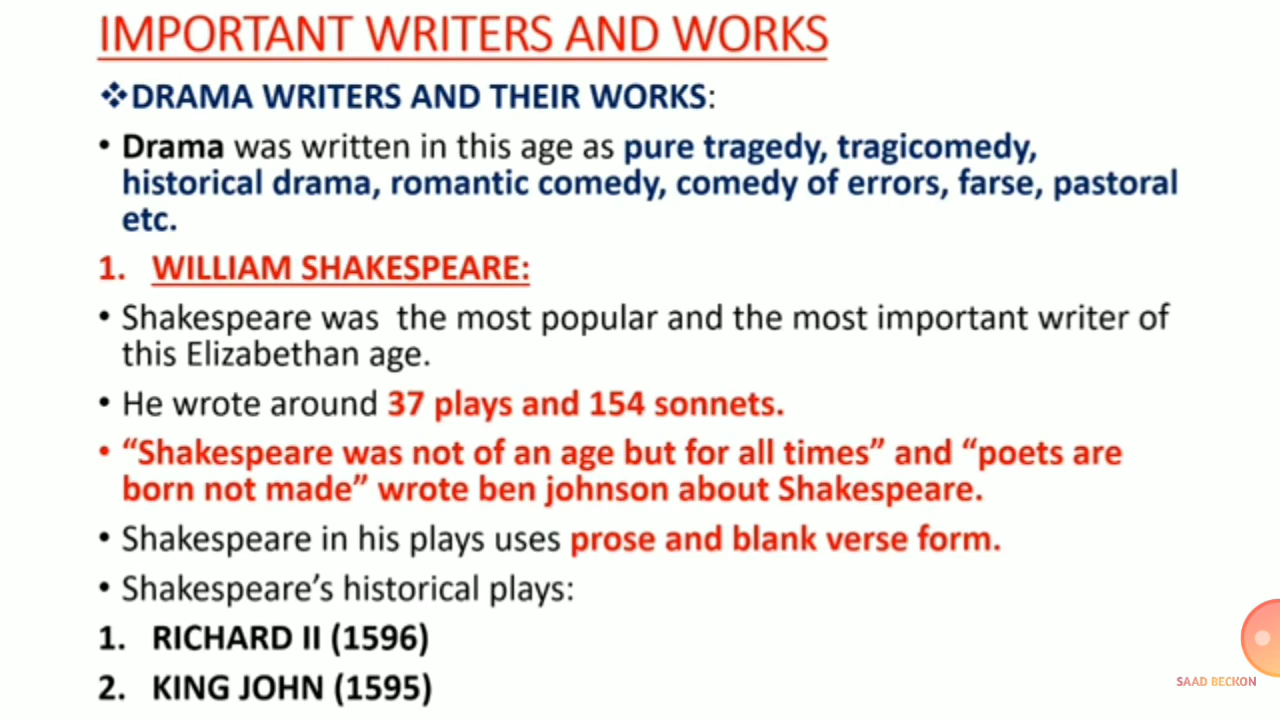 IMPORTANT WRITERS AND WORKS
❖DRAMA WRITERS AND THEIR WORKS:
• Drama was written in this age as pure tragedy, tragicomedy,
historical drama, romantic comedy, comedy of errors, farse, pastoral
etc.
1. WILLIAM SHAKESPEARE:
• Shakespeare was the most popular and the most important writer of
this Elizabethan age.
• He wrote around 37 plays and 154 sonnets.
• “Shakespeare was not of an age but for all times” and “poets are
born not made” wrote ben johnson about Shakespeare.
• Shakespeare in his plays uses prose and blank verse form.
• Shakespeare’s historical plays:
1. RICHARD II (1596)
2. KING JOHN (1595)
SAAD BECKON